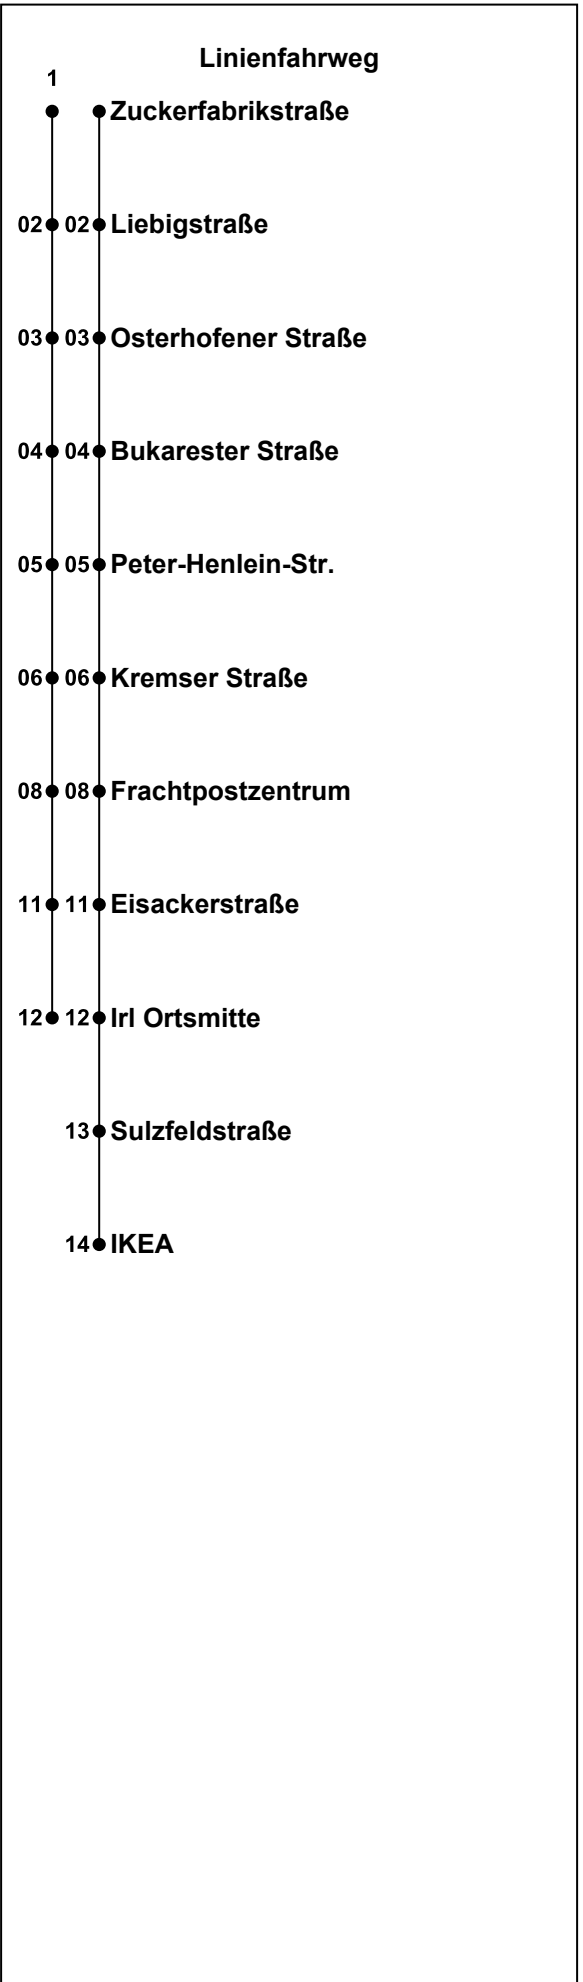 Linienfahrweg
1
Zuckerfabrikstraße
02 02 Liebigstraße
03 03 Osterhofener Straße
04 04 Bukarester Straße
05 05 Peter-Henlein-Str.
06 06 Kremser Straße
08 08 Frachtpostzentrum
11 11 Eisackerstraße
12 12 Irl Ortsmitte
13 Sulzfeldstraße
14 IKEA